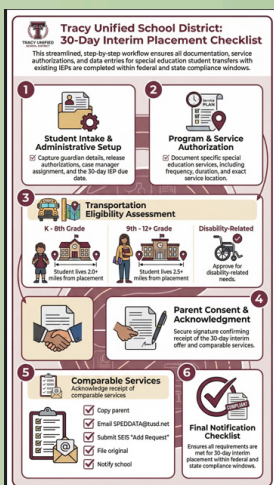 TRACY UNIFIED
SCHOOL DISTRICT
Tracy Unified School District:
30-Day Interim Placement Checklist
This streamlined, step-by-step workflow ensures all documentation, service
authorizations, and data entries for special education student transfers with
existing IEPs are completed within federal and state compliance windows.
1
Student Intake &
Administrative Setup
Capture guardian details, release
authorizations, case manager
assignment, and the 30-day IEP due
date.
2
Service
PLAN
Program & Service
Authorization
Document specific special
education services, including
frequency, duration, and exact
service location.
3
Transportation
Eligibility Assessment
K - 8th Grade
Student lives 2.0+
miles from placement
9th - 12+ Grade
Student lives 2.5+
miles from placement
Disability-Related
Approve for
disability-related
needs.
4
Parent Consent &
Acknowledgment
Secure signature confirming
receipt of the 30-day interim
offer and comparable services.
5
Comparable Services
Acknowledge receipt of
comparable services
Copy parent
Email SPEDDATA@tusd.net
Submit SEIS "Add Request"
File original
Notify school
6
COMPLIANT
Final Notification
Checklist
Ensures all requirements are
met for 30-day interim
placement within federal and
state compliance windows.